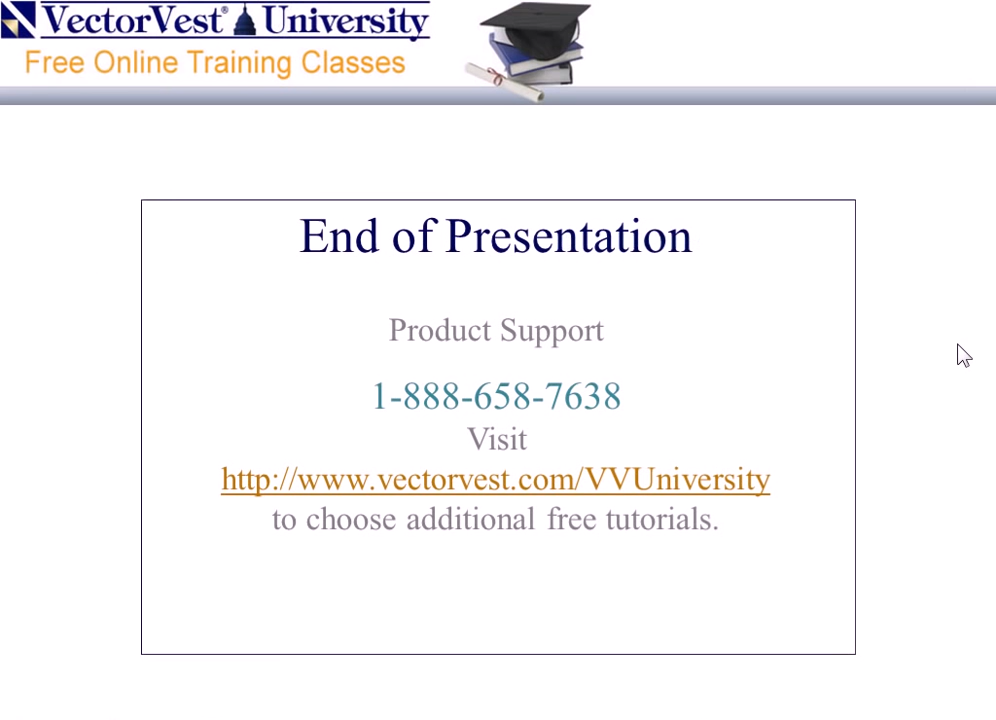 VectorVest® University
Free Online Training Classes
End of Presentation
Product Support
1-888-658-7638
Visit
http://www.vectorvest.com/VVUniversity
to choose additional free tutorials.